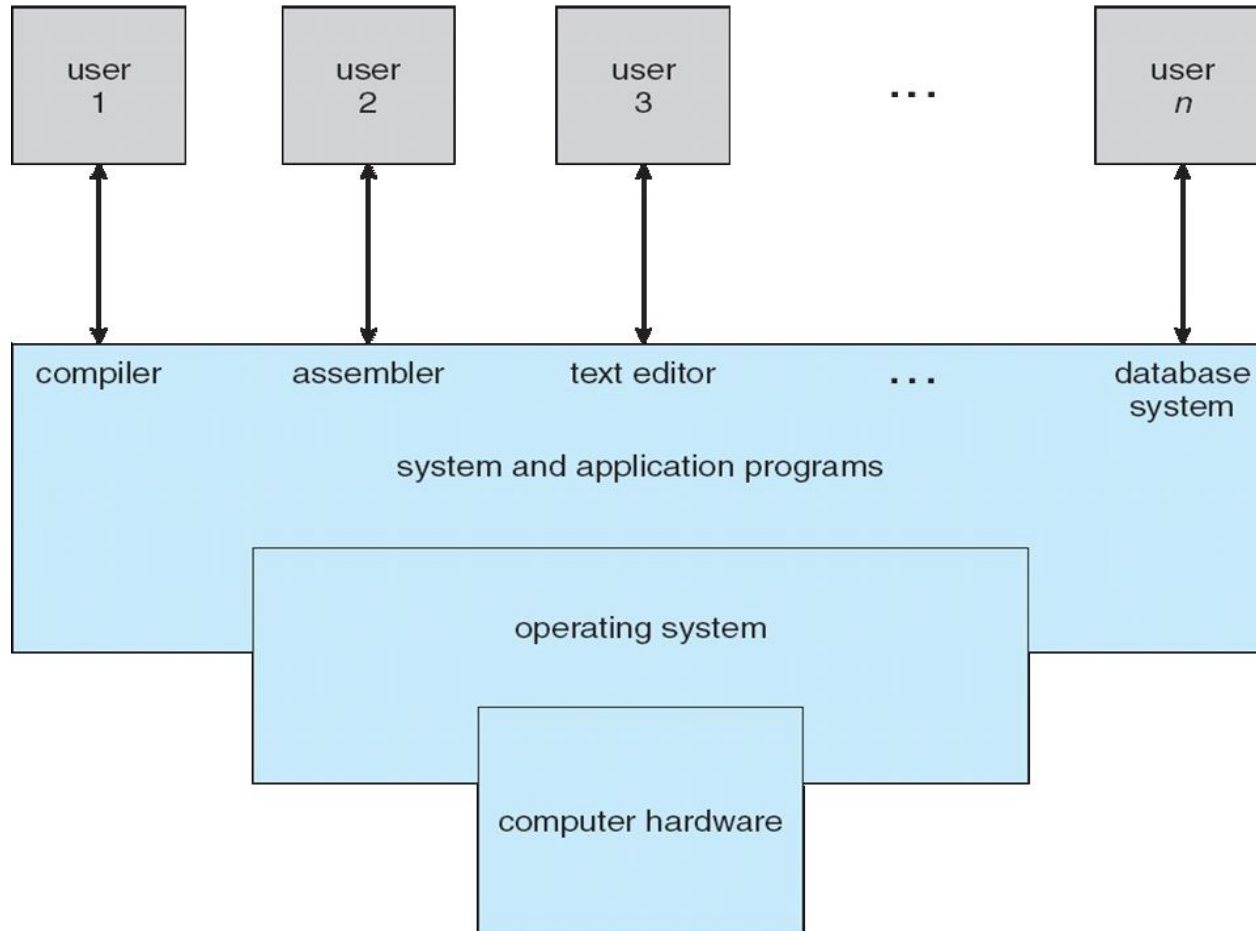 user
1
user
2
user
3
...
user
n
compiler
assembler
text editor
...
database
system
system and application programs
operating system
computer hardware